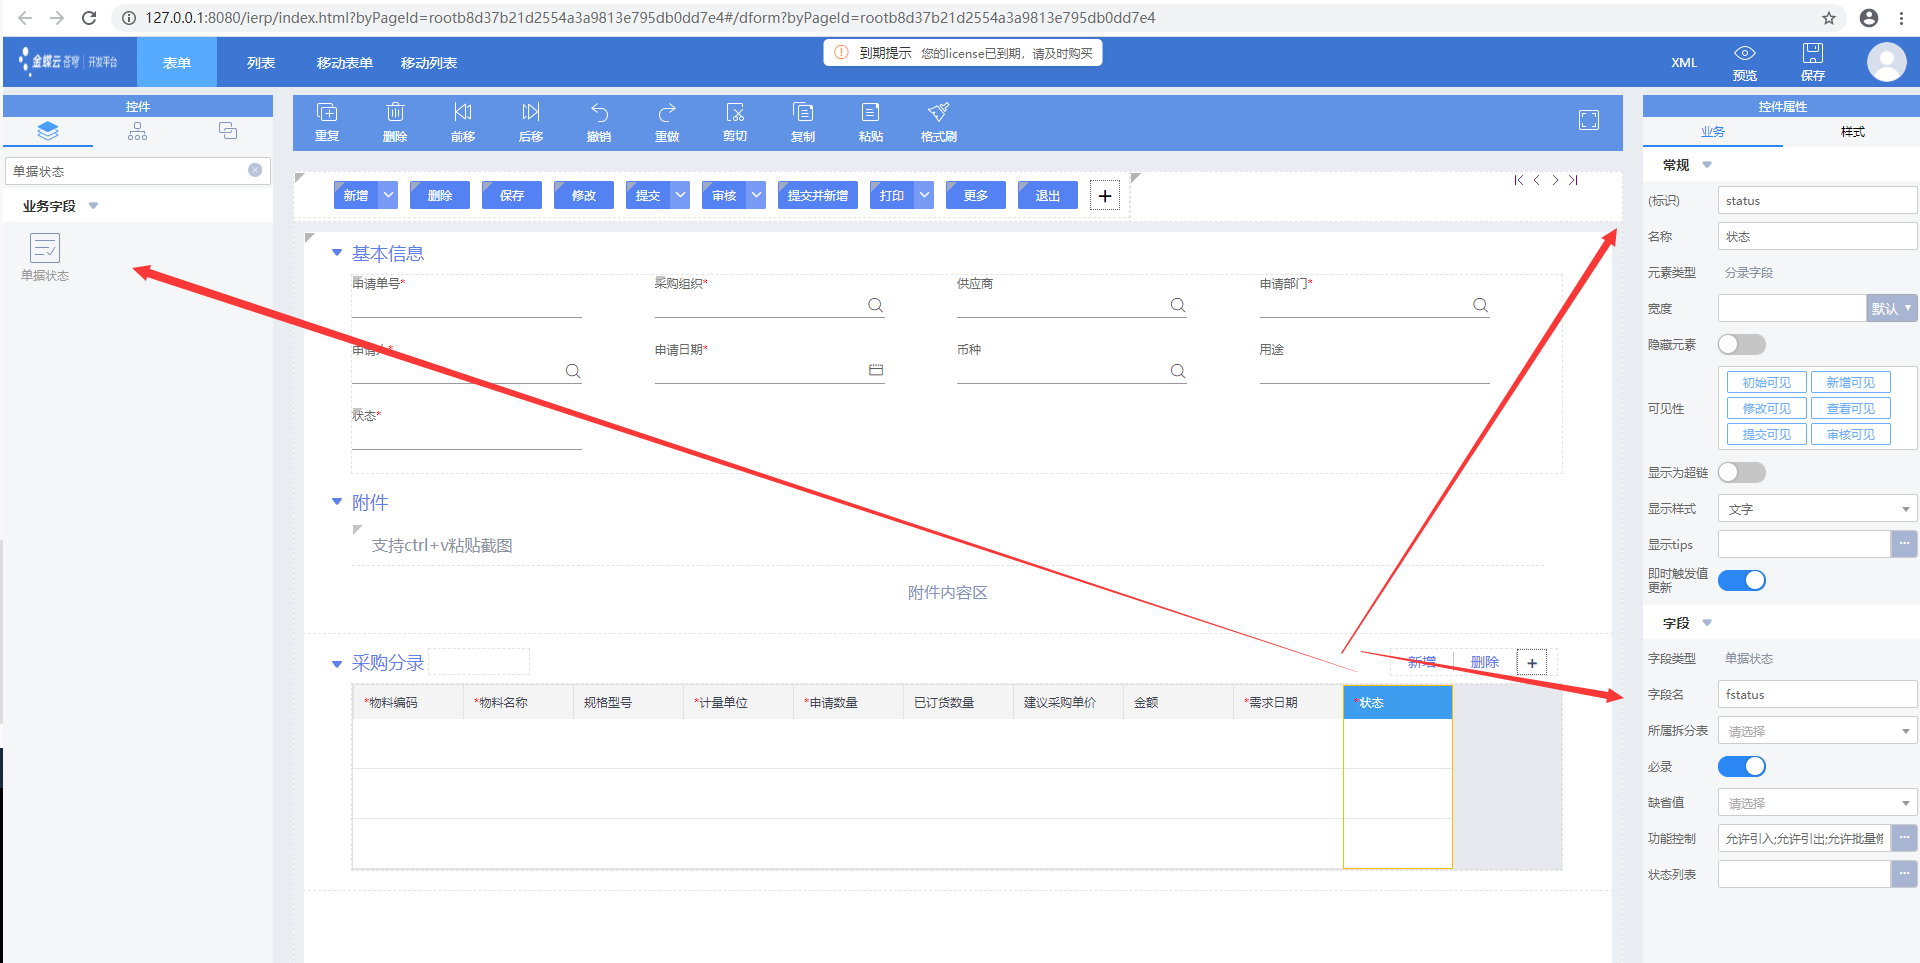 127.0.0.1:8080/ierp/index.html?byPageId=rootb8d37b21d2554a3a9813e795db0dd7e4#/dform?byPageId=rootb8d37b21d2554a3a9813e795db0dd7e4
金蝶云 苍穹 | 开发平台
表单 列表 移动表单 移动列表
到期提示 您的license已到期，请及时购买
XML 预览 保存
控件
单据状态
业务字段
单据状态
重复 删除 前移 后移 撤销 重做 剪切 复制 粘贴 格式刷
新增 删除 保存 修改 提交 审核 提交并新增 打印 更多 退出 +
基本信息
申请单号* 采购组织* 供应商 申请部门*
申请人* 申请日期* 币种 用途
状态*
附件
支持ctrl+v粘贴截图
附件内容区
采购分录
新增 删除 +
*物料编码 *物料名称 规格型号 *计量单位 *申请数量 已订货数量 建议采购单价 金额 *需求日期 *状态
控件属性
业务 样式
常规
(标识) status
名称 状态
元素类型 分录字段
宽度 默认
隐藏元素
可见性
初始可见 新增可见
修改可见 查看可见
提交可见 审核可见
显示为超链
显示样式 文字
显示tips ...
即时触发值
更新
字段
字段类型 单据状态
字段名 fstatus
所属拆分表 请选择
必录
缺省值 请选择
功能控制 允许引入;允许引出;允许批量修 ...
状态列表 ...